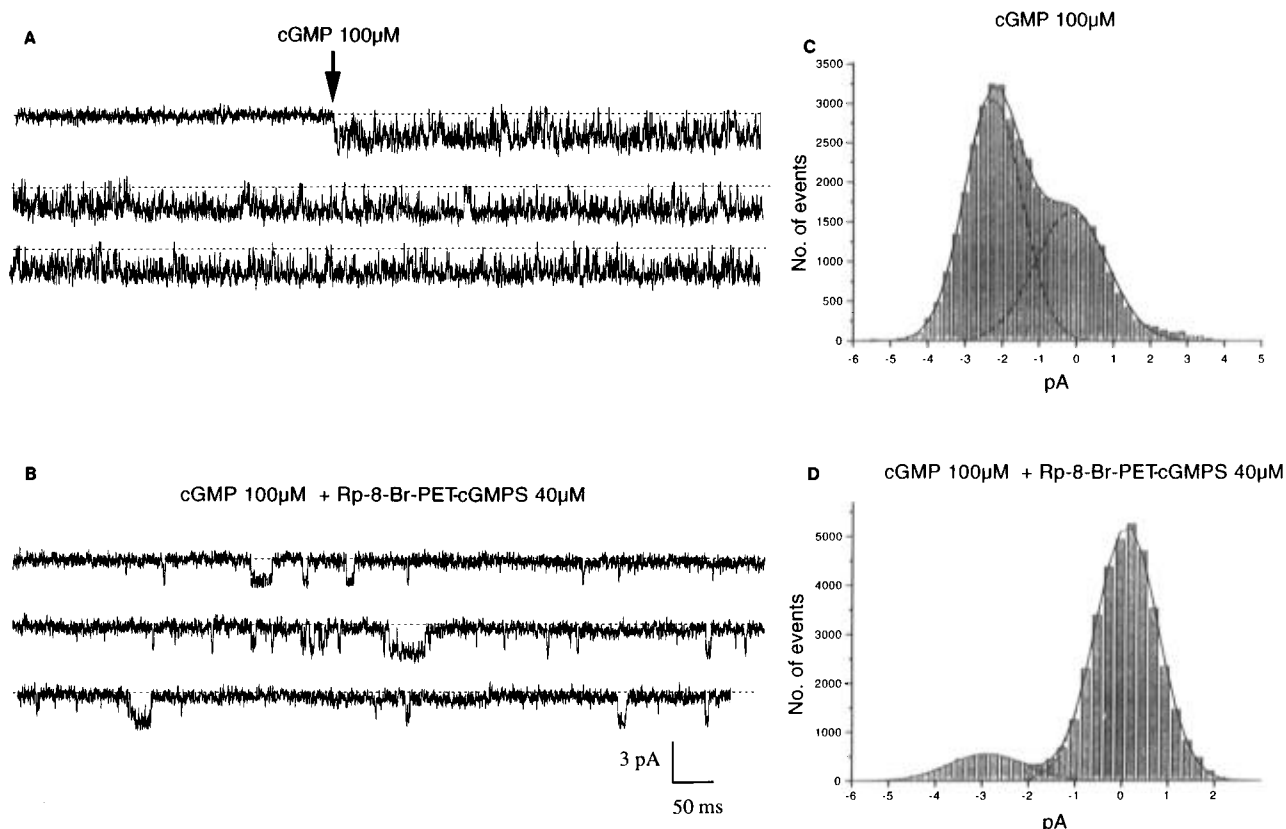 A
cGMP 100µM
C
cGMP 100µM
3500
3000
2500
2000
1500
1000
500
0
No. of events
-6 -5 -4 -3 -2 -1 0 1 2 3 4 5
pA
B
cGMP 100µM + Rp-8-Br-PET-cGMPS 40µM
3 pA
50 ms
D
cGMP 100µM + Rp-8-Br-PET-cGMPS 40µM
5000
4000
3000
2000
1000
0
No. of events
-6 -5 -4 -3 -2 -1 0 1 2
pA